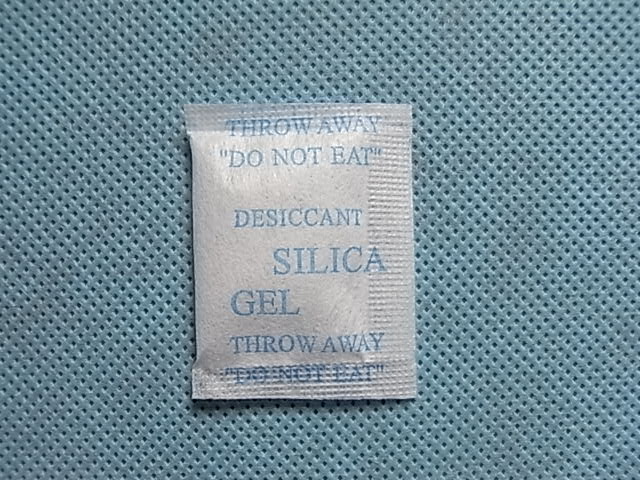 THROW AWAY
"DO NOT EAT"
DESICCANT
SILICA
GEL
THROW AWAY
"DO NOT EAT"